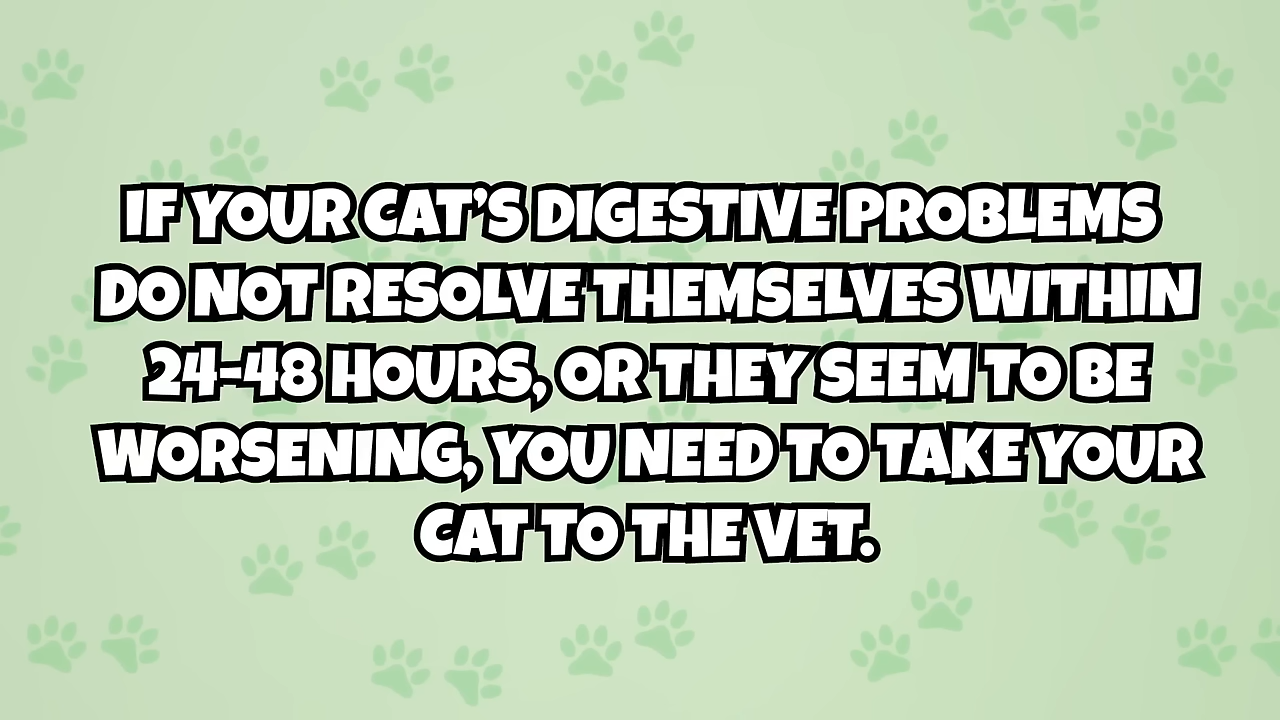 IF YOUR CAT’S DIGESTIVE PROBLEMS
DO NOT RESOLVE THEMSELVES WITHIN
24-48 HOURS, OR THEY SEEM TO BE
WORSENING, YOU NEED TO TAKE YOUR
CAT TO THE VET.